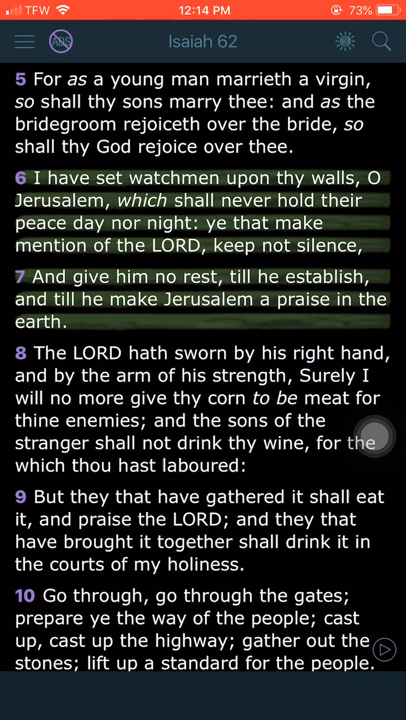 TFW 12:14 PM 73%
Isaiah 62
5 For as a young man marrieth a virgin,
so shall thy sons marry thee: and as the
bridegroom rejoiceth over the bride, so
shall thy God rejoice over thee.
6 I have set watchmen upon thy walls, O
Jerusalem, which shall never hold their
peace day nor night: ye that make
mention of the LORD, keep not silence,
7 And give him no rest, till he establish,
and till he make Jerusalem a praise in the
earth.
8 The LORD hath sworn by his right hand,
and by the arm of his strength, Surely I
will no more give thy corn to be meat for
thine enemies; and the sons of the
stranger shall not drink thy wine, for the
which thou hast laboured:
9 But they that have gathered it shall eat
it, and praise the LORD; and they that
have brought it together shall drink it in
the courts of my holiness.
10 Go through, go through the gates;
prepare ye the way of the people; cast
up, cast up the highway; gather out the
stones; lift up a standard for the people.